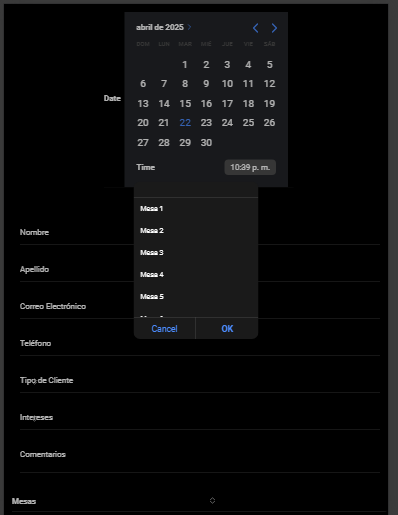 abril de 2025
DOM LUN MAR MIÉ JUE VIE SÁB
1 2 3 4 5
Date
6 7 8 9 10 11 12
13 14 15 16 17 18 19
20 21 22 23 24 25 26
27 28 29 30
Time 10:39 p. m.
Mesa 1
Mesa 2
Nombre
Mesa 3
Apellido
Mesa 4
Mesa 5
Correo Electrónico
Cancel OK
Teléfono
Tipo de Cliente
Intereses
Comentarios
Mesas